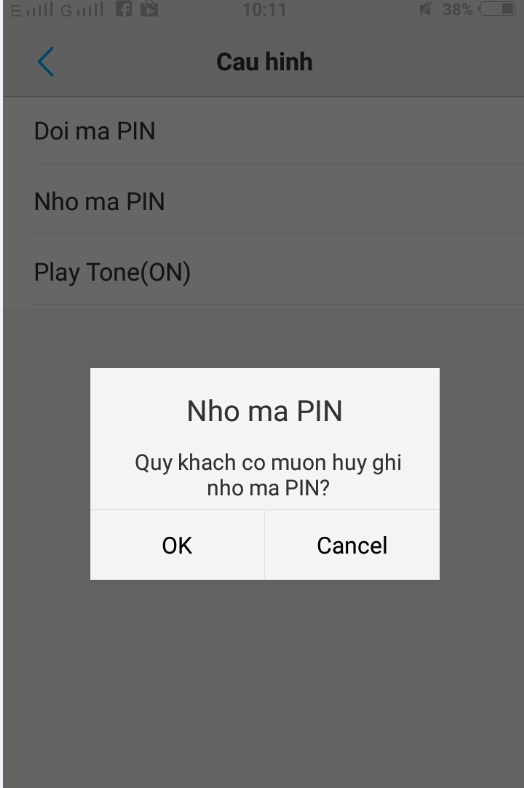 E G 10:11 38%
Cau hinh
Doi ma PIN
Nho ma PIN
Play Tone(ON)
Nho ma PIN
Quy khach co muon huy ghi
nho ma PIN?
OK Cancel